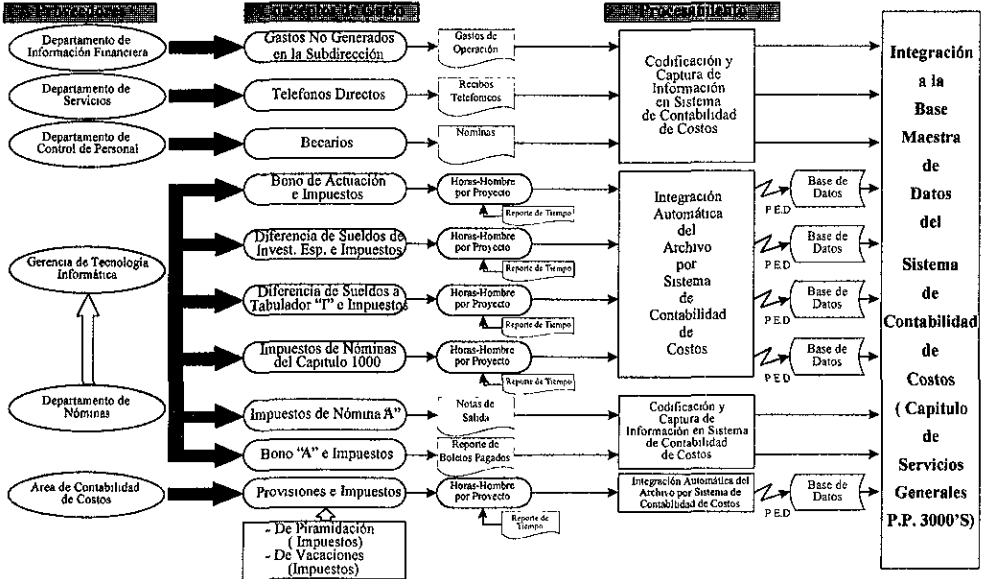 Proveedores
Conceptos de Gasto
Procedimiento
Departamento de
Información Financiera
Gastos No Generados
en la Subdirección
Gastos de
Operación
Codificación y
Captura de
Información
en Sistema
de Contabilidad
de Costos
Departamento de
Servicios
Telefonos Directos
Recibos
Telefonicos
Departamento de
Control de Personal
Becarios
Nominas
Bono de Actuación
e Impuestos
Horas-Hombre
por Proyecto
Reporte de Tiempo
Integración
Automática
del
Archivo
por
Sistema
de
Contabilidad
de
Costos
P.E.D
Base de
Datos
Gerencia de Tecnología
Informática
Diferencia de Sueldos de
Invest. Esp. e Impuestos
Horas-Hombre
por Proyecto
Reporte de Tiempo
P E.D
Base de
Datos
Diferencia de Sueldos a
Tabulador "I" e Impuestos
Horas-Hombre
por Proyecto
Reporte de Tiempo
P E.D
Base de
Datos
Impuestos de Nóminas
del Capítulo 1000
Horas-Hombre
por Proyecto
Reporte de Tiempo
P E.D
Base de
Datos
Departamento de
Nóminas
Impuestos de Nómina A"
Notas de
Salida
Codificación y
Captura de
Información en Sistema
de Contabilidad de
Costos
Bono "A" e Impuestos
Reporte de
Boletos Pagados
Area de Contabilidad
de Costos
Provisiones e Impuestos
Horas-Hombre
por Proyecto
Reporte de
Tiempo
Integración Automática del
Archivo por Sistema de
Contabilidad de Costos
P.E.D
Base de
Datos
- De Piramidación
( Impuestos)
- De Vacaciones
(Impuestos)
Integración
a la
Base
Maestra
de
Datos
del
Sistema
de
Contabilidad
de
Costos
( Capitulo
de
Servicios
Generales
P.P. 3000'S)